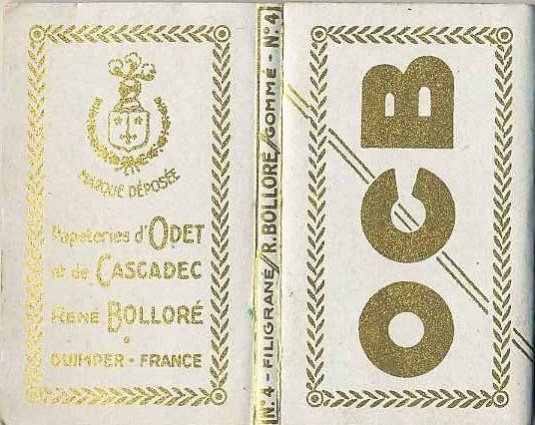 MARQUE DÉPOSÉE
Papeteries d'ODET
et de CASCADEC
RENÉ BOLLORÉ
QUIMPER - FRANCE
N°.4 - FILIGRANÉ / R.BOLLORÉ / GOMMÉ - N°.4
OCB